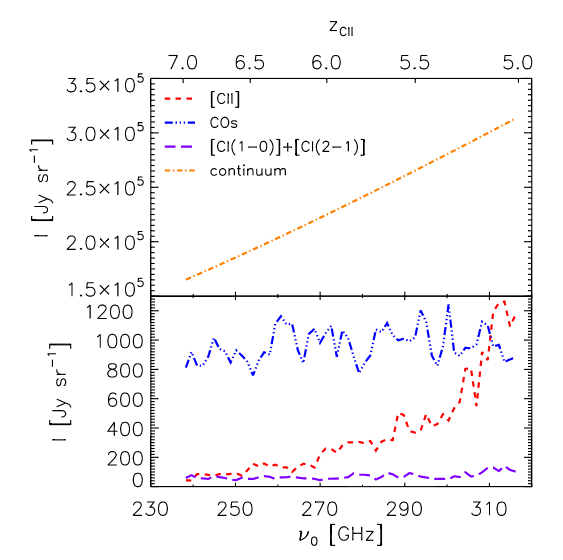 z_CII
7.0 6.5 6.0 5.5 5.0
3.5×10^5
3.0×10^5
2.5×10^5
2.0×10^5
1.5×10^5
I [Jy sr^−1]
[CII]
COs
[CI(1−0)]+[CI(2−1)]
continuum
1200
1000
800
600
400
200
0
I [Jy sr^−1]
230 250 270 290 310
ν_0 [GHz]